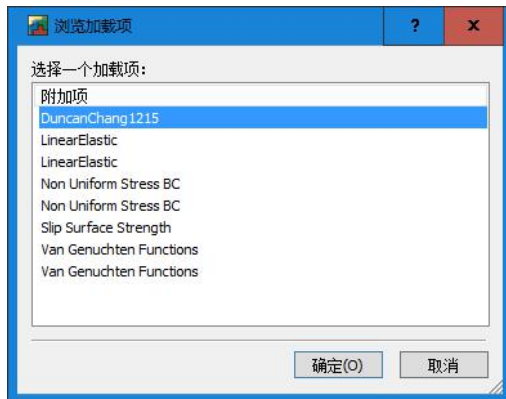 浏览加载项
?
x
选择一个加载项：
附加项
DuncanChang1215
LinearElastic
LinearElastic
Non Uniform Stress BC
Non Uniform Stress BC
Slip Surface Strength
Van Genuchten Functions
Van Genuchten Functions
确定(O)
取消